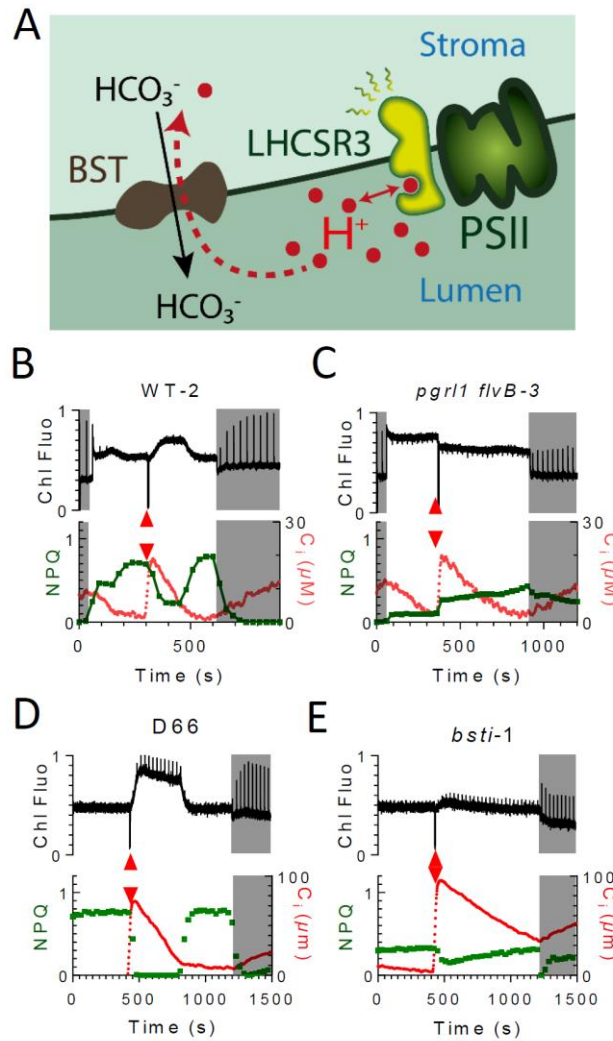 A
HCO₃⁻
Stroma
LHCSR3
BST
H⁺
PSII
HCO₃⁻
Lumen
B
WT-2
Chl Fluo
1
0
NPQ
1
0
30
0
Cᵢ (µM)
0
500
Time (s)
C
pgrl1 flvB-3
Chl Fluo
1
0
NPQ
1
0
30
0
Cᵢ (µM)
0 400 800 1200
Time (s)
D
D66
Chl Fluo
1
0
NPQ
1
0
100
0
Cᵢ (µm)
0 500 1000 1500
Time (s)
E
bsti-1
Chl Fluo
1
0
NPQ
1
0
100
0
Cᵢ (µm)
0 500 1000 1500
Time (s)